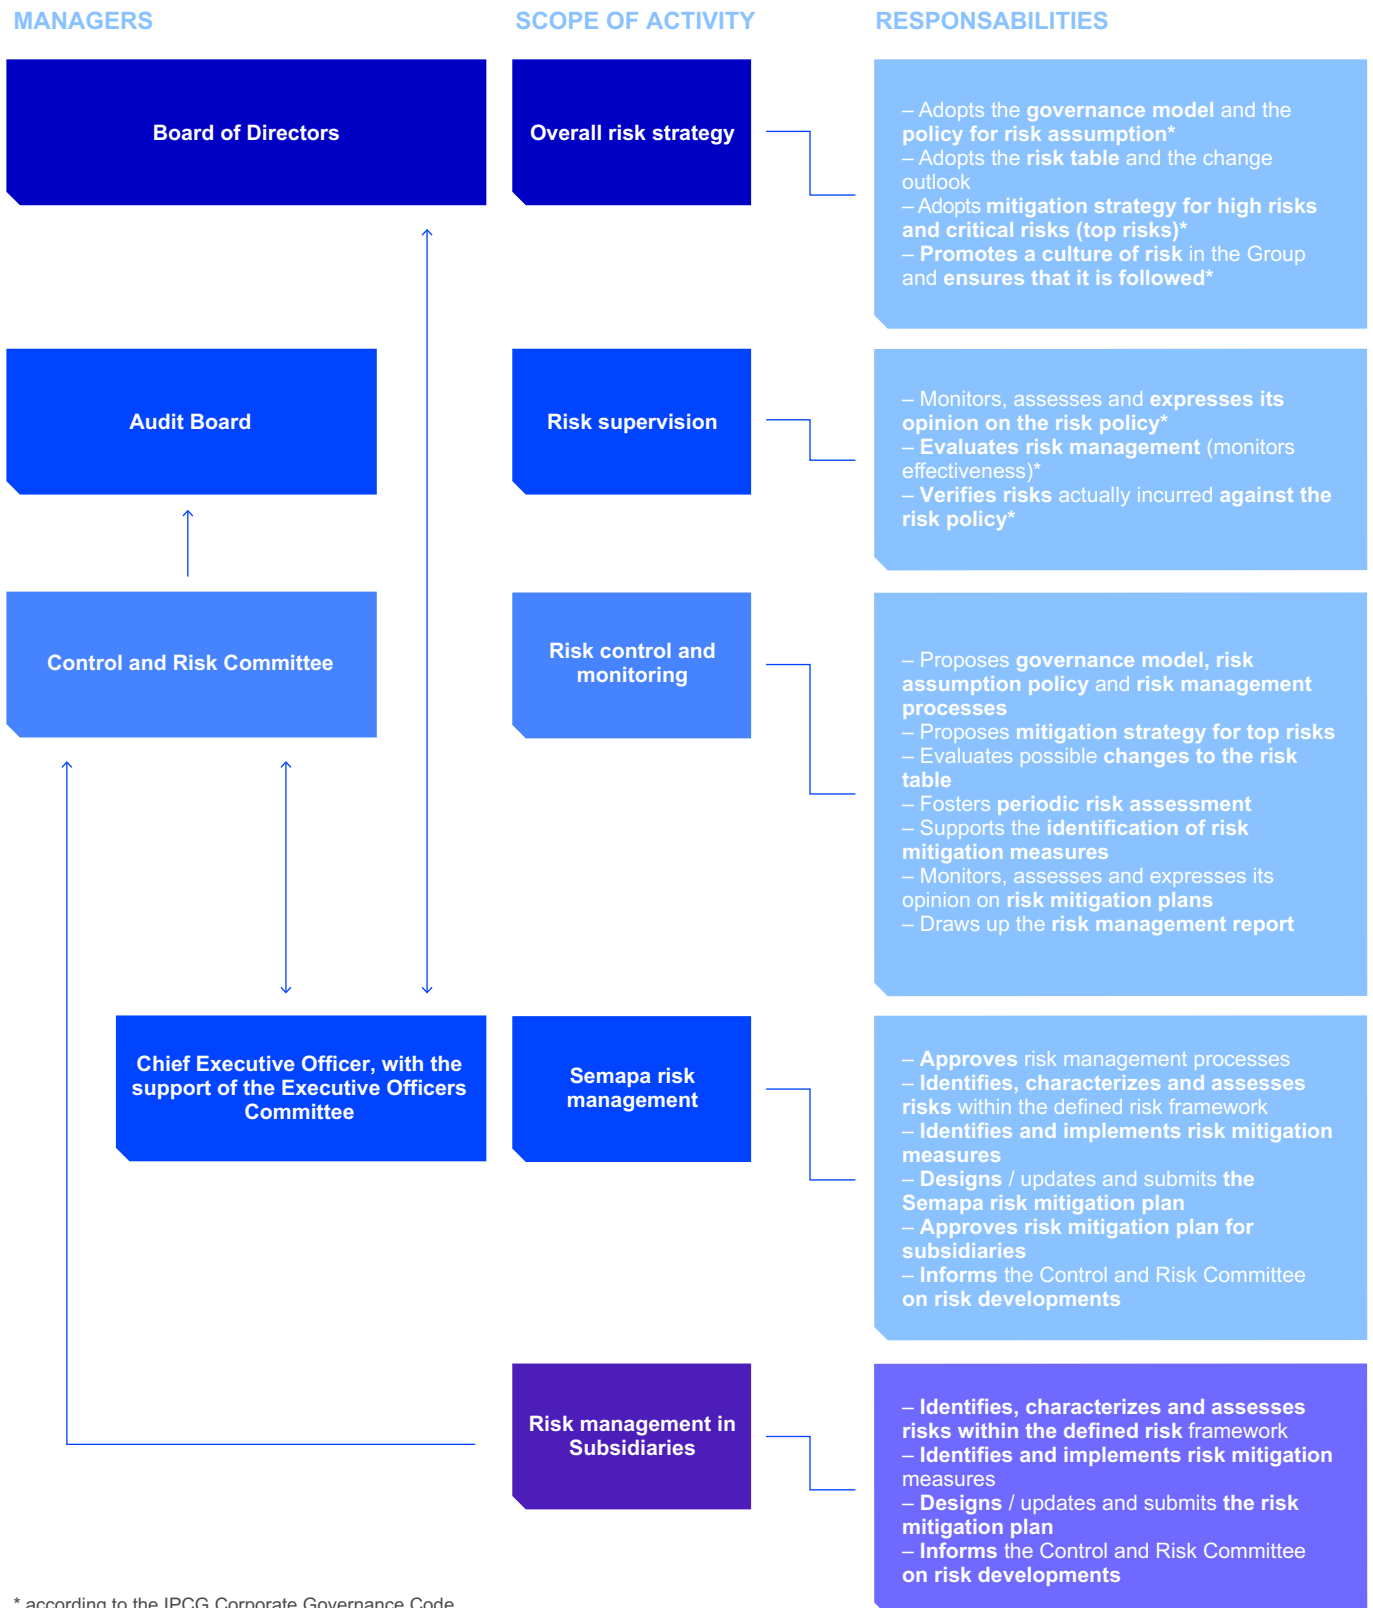 MANAGERS
SCOPE OF ACTIVITY
RESPONSABILITIES
Board of Directors
Overall risk strategy
– Adopts the governance model and the
policy for risk assumption*
– Adopts the risk table and the change
outlook
– Adopts mitigation strategy for high risks
and critical risks (top risks)*
– Promotes a culture of risk in the Group
and ensures that it is followed*
Audit Board
Risk supervision
– Monitors, assesses and expresses its
opinion on the risk policy*
– Evaluates risk management (monitors
effectiveness)*
– Verifies risks actually incurred against the
risk policy*
Control and Risk Committee
Risk control and
monitoring
– Proposes governance model, risk
assumption policy and risk management
processes
– Proposes mitigation strategy for top risks
– Evaluates possible changes to the risk
table
– Fosters periodic risk assessment
– Supports the identification of risk
mitigation measures
– Monitors, assesses and expresses its
opinion on risk mitigation plans
– Draws up the risk management report
Chief Executive Officer, with the
support of the Executive Officers
Committee
Semapa risk
management
– Approves risk management processes
– Identifies, characterizes and assesses
risks within the defined risk framework
– Identifies and implements risk mitigation
measures
– Designs / updates and submits the
Semapa risk mitigation plan
– Approves risk mitigation plan for
subsidiaries
– Informs the Control and Risk Committee
on risk developments
Risk management in
Subsidiaries
– Identifies, characterizes and assesses
risks within the defined risk framework
– Identifies and implements risk mitigation
measures
– Designs / updates and submits the risk
mitigation plan
– Informs the Control and Risk Committee
on risk developments
* according to the IPCG Corporate Governance Code